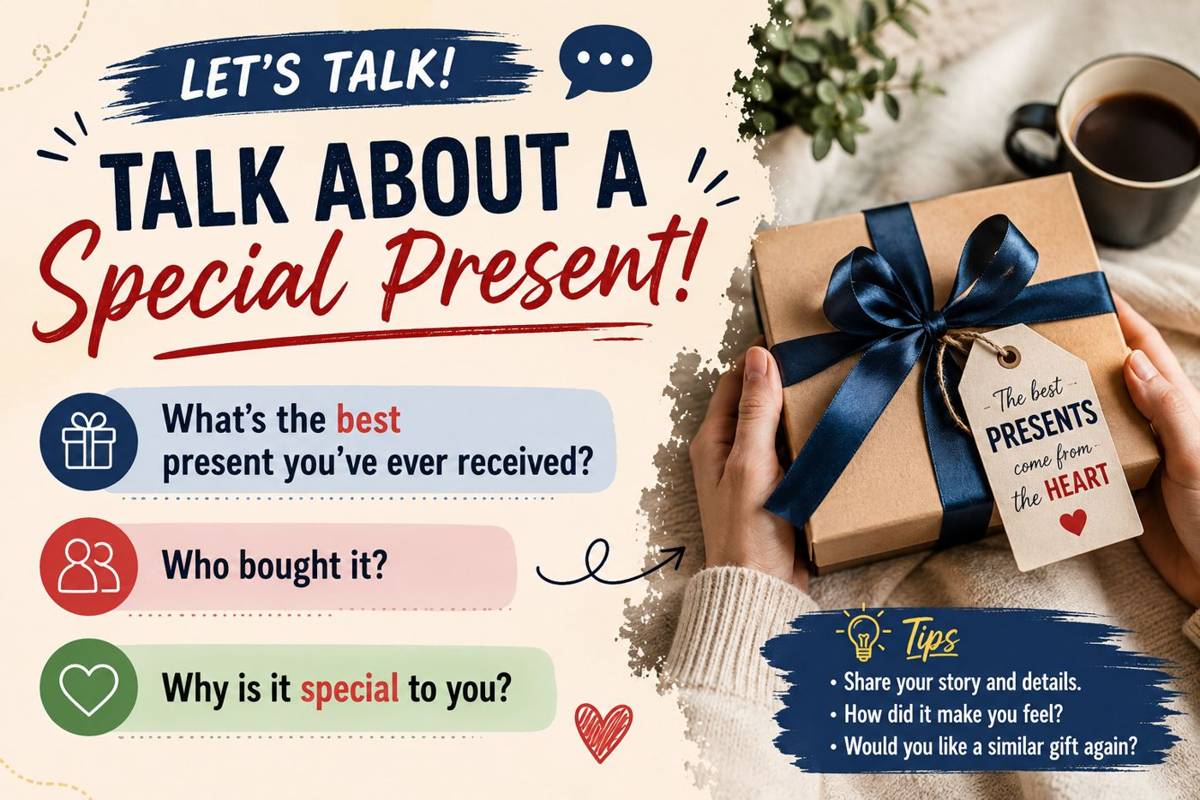 LET'S TALK!
TALK ABOUT A
Special Present!
What's the best
present you've ever received?
Who bought it?
Why is it special to you?
The best
PRESENTS
come from
the HEART
Tips
• Share your story and details.
• How did it make you feel?
• Would you like a similar gift again?